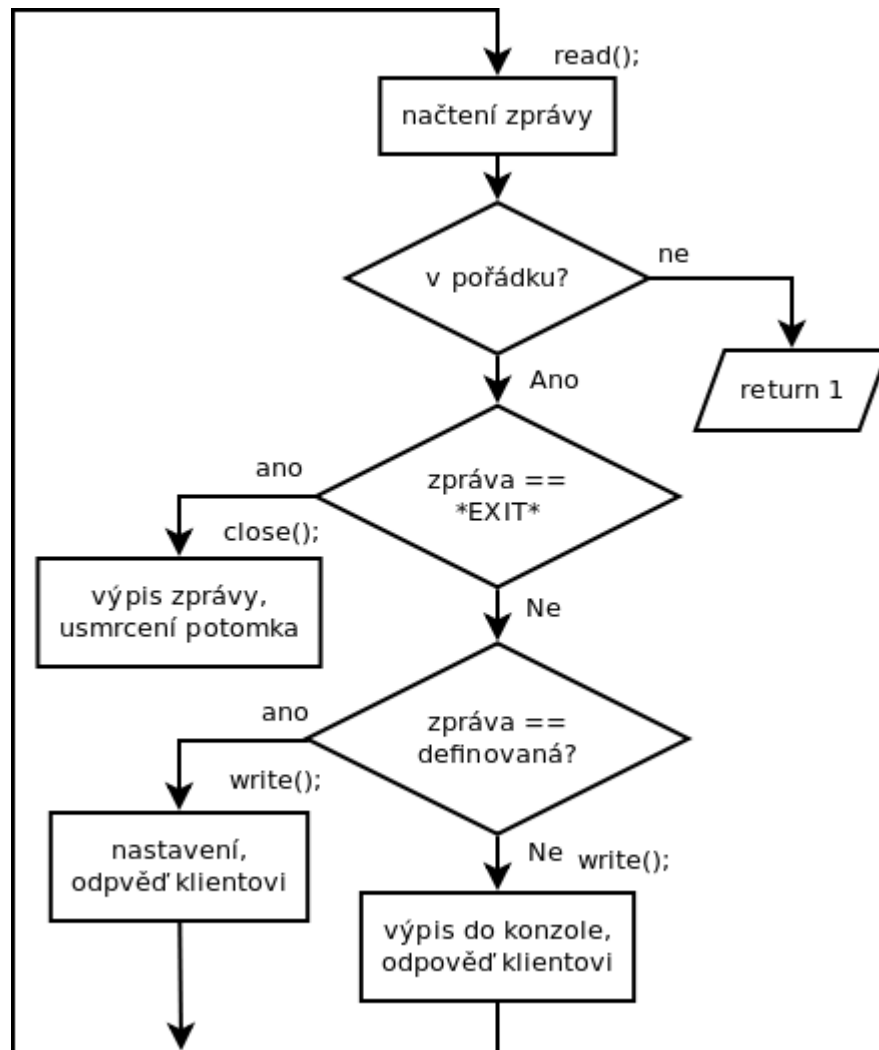 read();
načtení zprávy
v pořádku?
ne
return 1
Ano
zpráva ==
*EXIT*
ano
close();
výpis zprávy,
usmrcení potomka
Ne
zpráva ==
definovaná?
ano
write();
nastavení,
odpvěď klientovi
Ne
write();
výpis do konzole,
odpověď klientovi